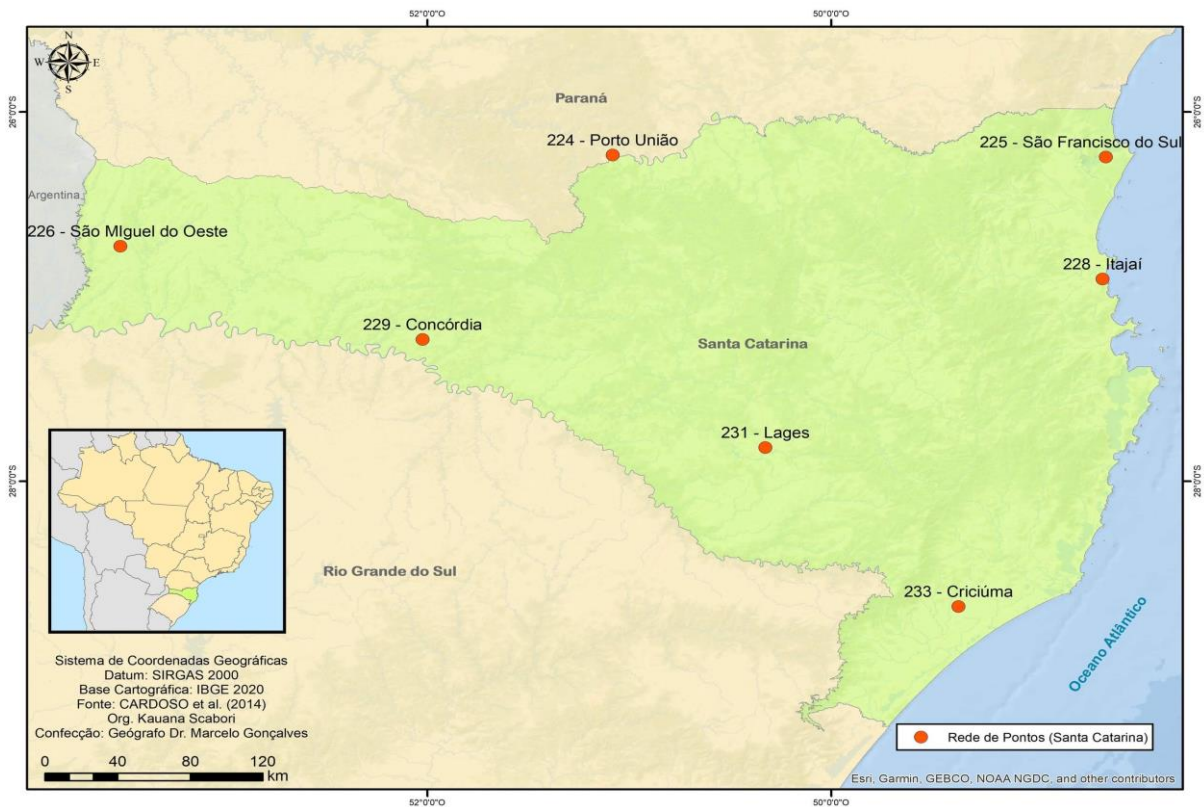 52°0'0"O
50°0'0"O
N
W
E
S
26°0'0"S
26°0'0"S
Paraná
224 - Porto União
225 - São Francisco do Sul
Argentina
226 - São MIguel do Oeste
228 - Itajaí
229 - Concórdia
Santa Catarina
231 - Lages
28°0'0"S
28°0'0"S
Rio Grande do Sul
233 - Criciúma
Oceano Atlântico
Sistema de Coordenadas Geográficas
Datum: SIRGAS 2000
Base Cartográfica: IBGE 2020
Fonte: CARDOSO et al. (2014)
Org. Kauana Scabori
Confecção: Geógrafo Dr. Marcelo Gonçalves
0 40 80 120
km
Rede de Pontos (Santa Catarina)
Esri, Garmin, GEBCO, NOAA NGDC, and other contributors
52°0'0"O
50°0'0"O